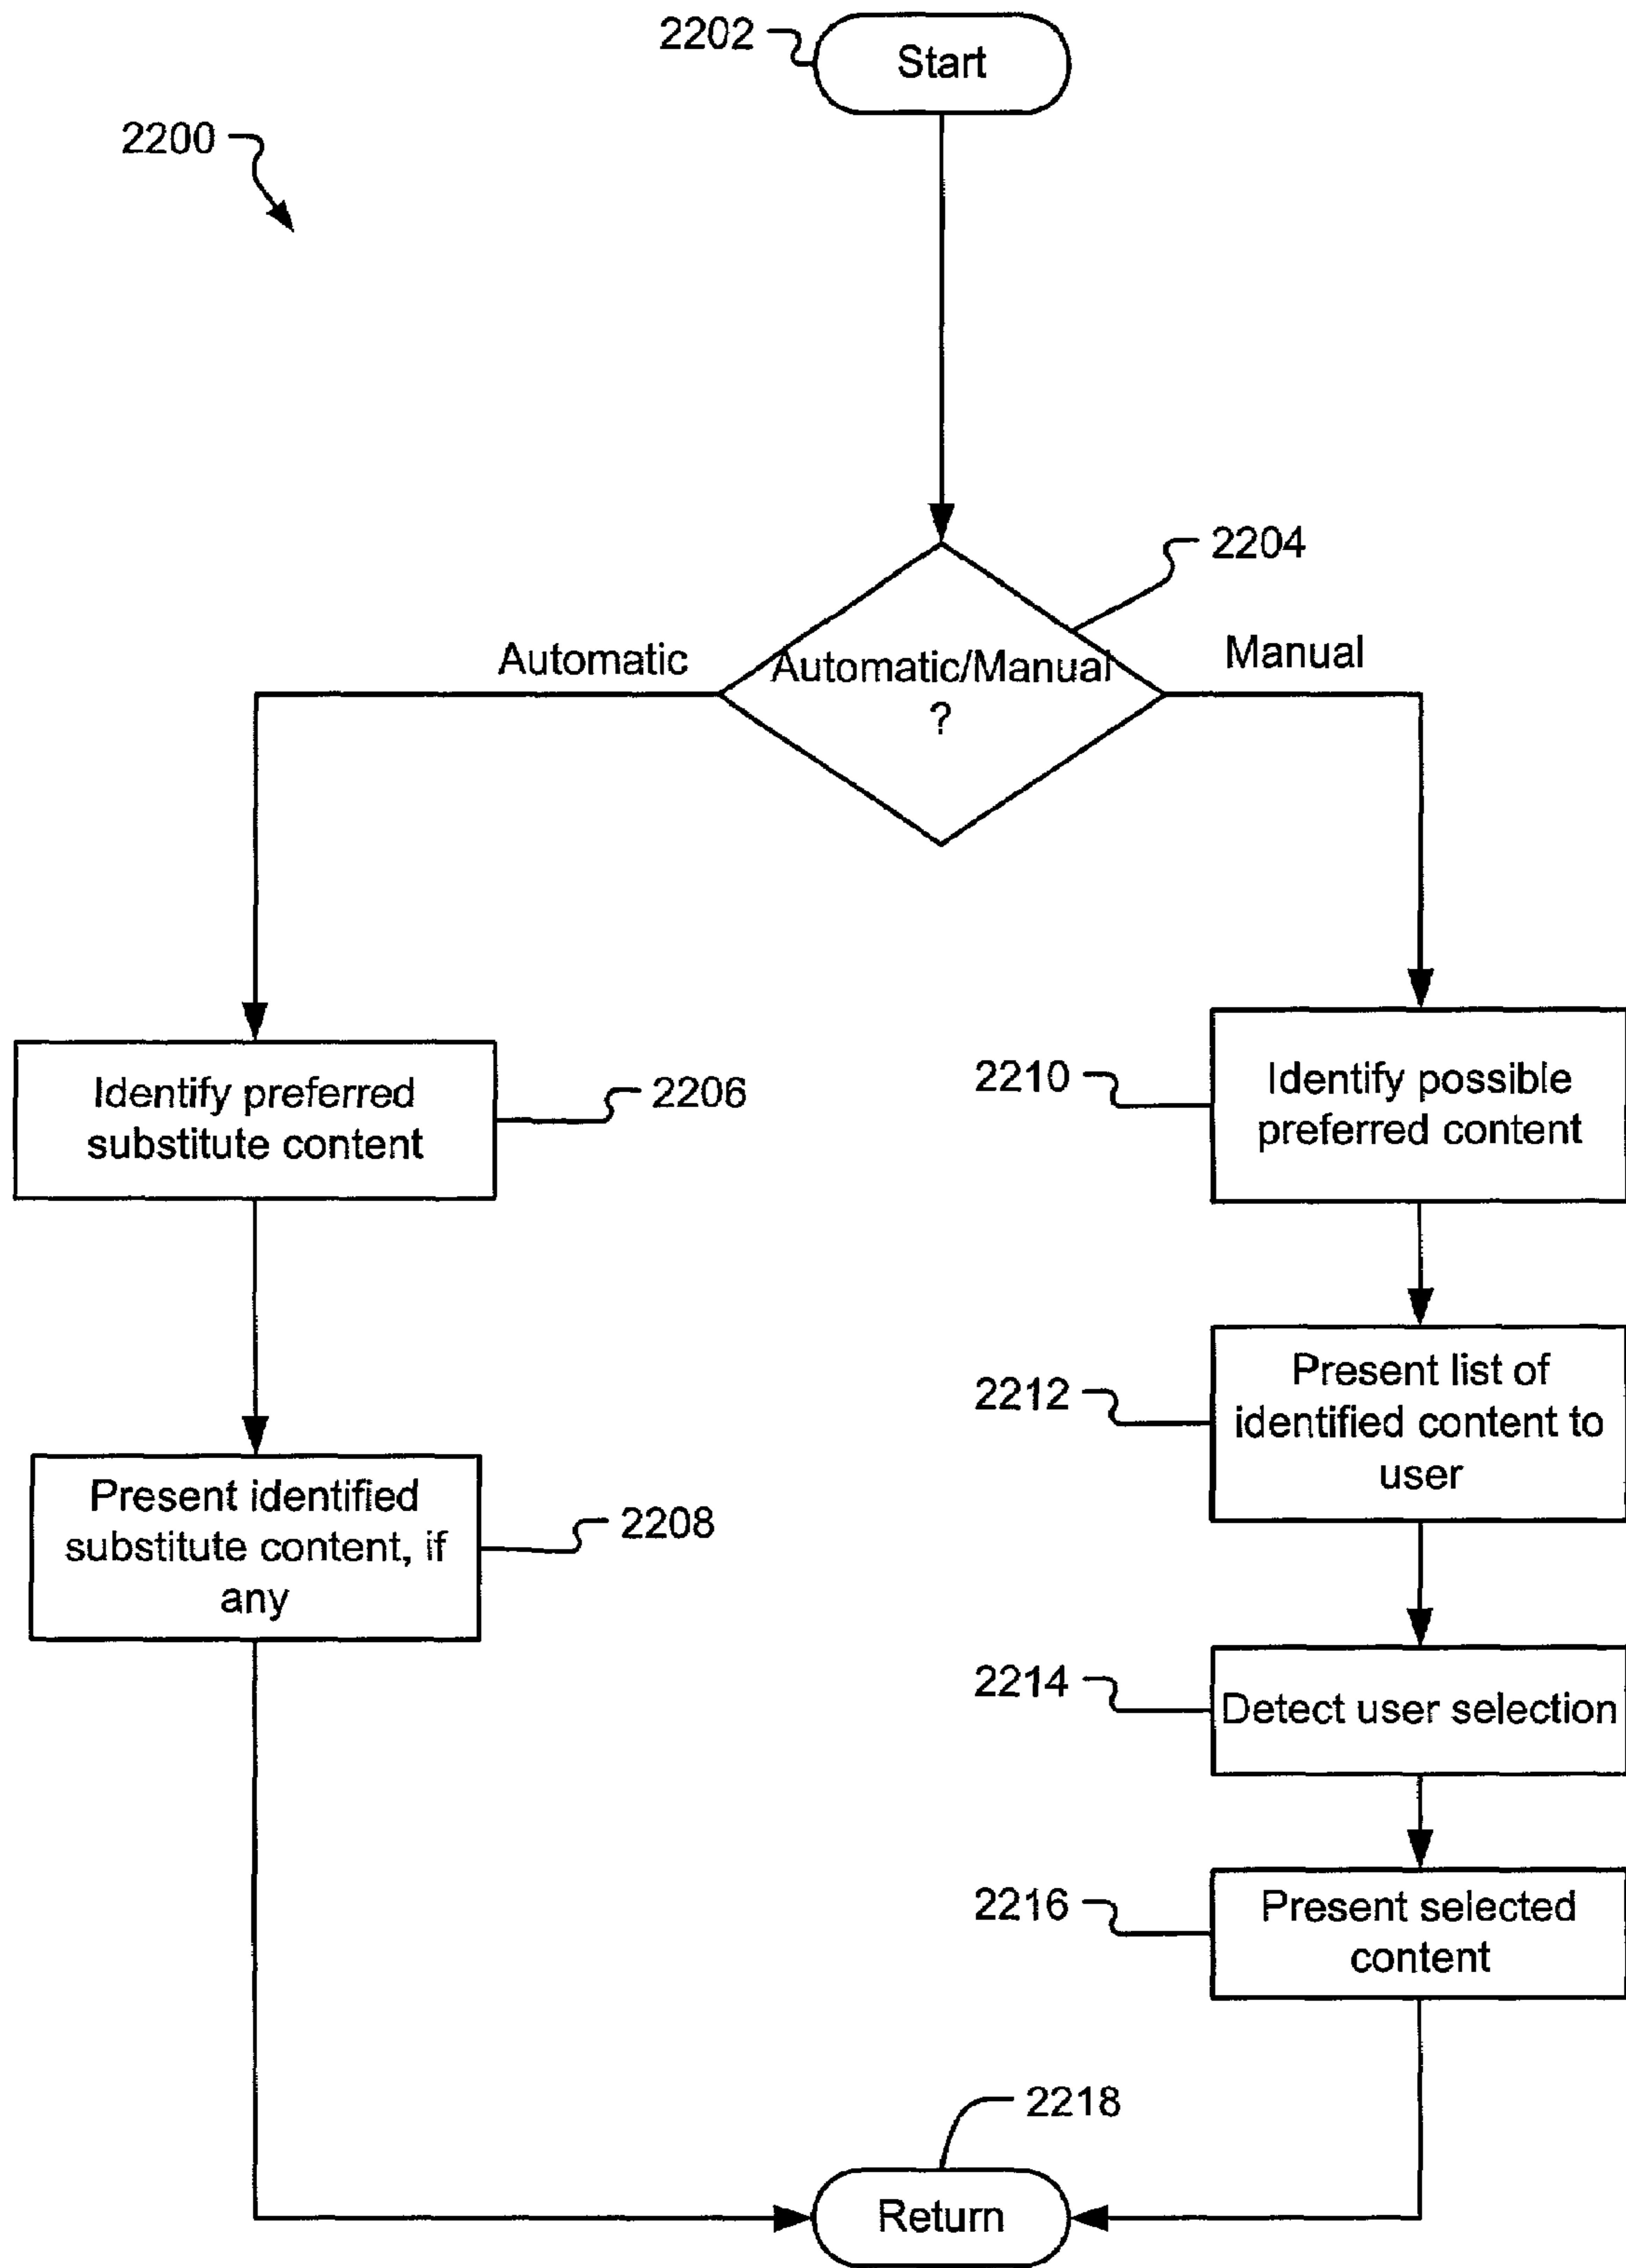 2202
Start
2200
2204
Automatic
Automatic/Manual
?
Manual
Identify preferred
substitute content
2206
2210
Identify possible
preferred content
2212
Present list of
identified content to
user
Present identified
substitute content, if
any
2208
2214
Detect user selection
2216
Present selected
content
2218
Return